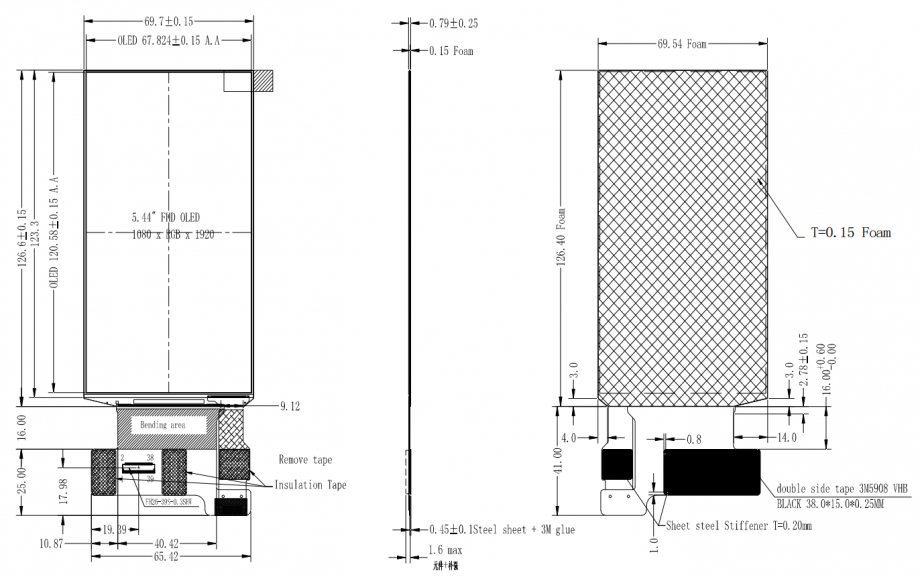 69.7±0.15
OLED 67.824±0.15 A.A
0.79±0.25
0.15 Foam
69.54 Foam
126.6±0.15
123.3
OLED 120.58±0.15 A.A
5.44" FHD OLED
1080 x RGB x 1920
126.40 Foam
T=0.15 Foam
3.0
3.0
2.78±0.15
16.00+0.60-0.00
9.12
16.00
Bending area
4.0
0.8
14.0
25.00
17.98
2
38
39
Remove tape
Insulation Tape
41.00
double side tape 3M5908 VHB
BLACK 38.0*15.0*0.25MM
19.39
0.45±0.1Steel sheet + 3M glue
Sheet steel Stiffener T=0.20mm
10.87
40.42
1.6 max
1.0
65.42
元件+补强